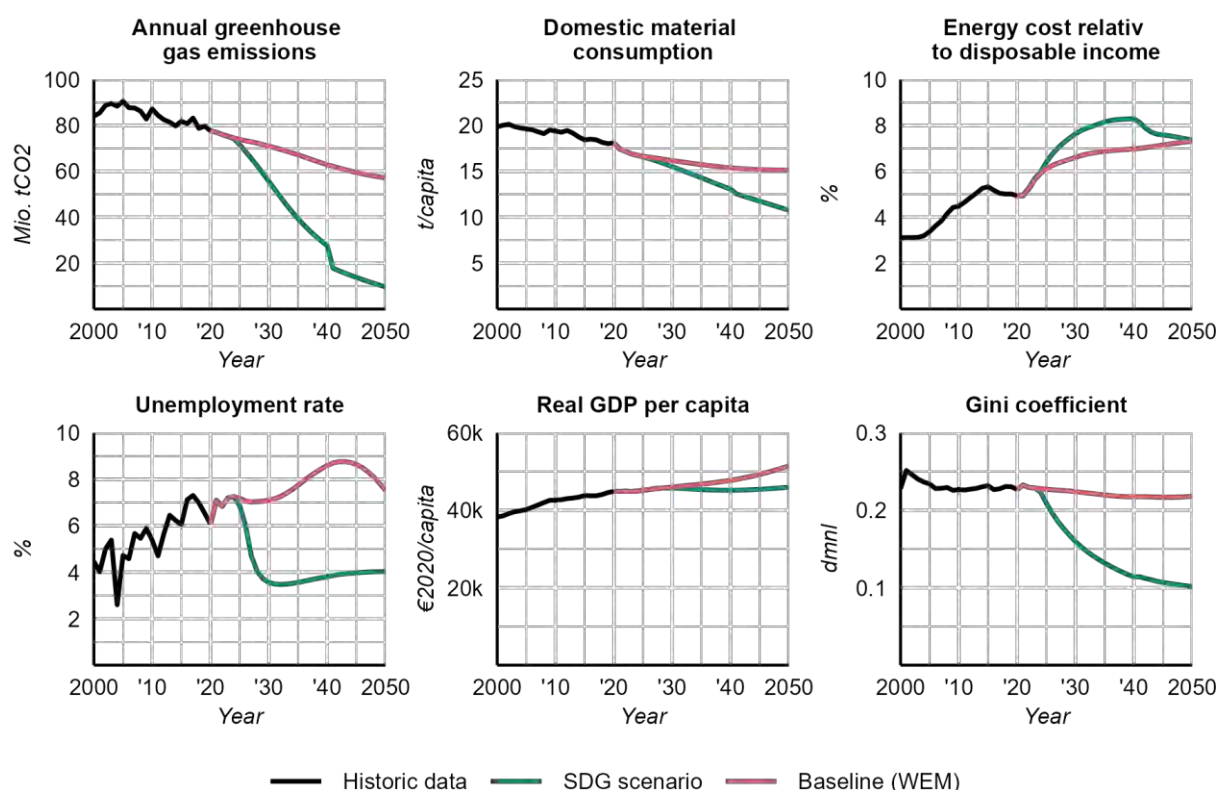 Annual greenhouse
gas emissions
Mio. tCO2
100
80
60
40
20
2000 '10 '20 '30 '40 2050
Year
Domestic material
consumption
t/capita
25
20
15
10
5
2000 '10 '20 '30 '40 2050
Year
Energy cost relativ
to disposable income
%
10
8
6
4
2
2000 '10 '20 '30 '40 2050
Year
Unemployment rate
%
10
8
6
4
2
2000 '10 '20 '30 '40 2050
Year
Real GDP per capita
€2020/capita
60k
40k
20k
2000 '10 '20 '30 '40 2050
Year
Gini coefficient
dmnl
0.3
0.2
0.1
2000 '10 '20 '30 '40 2050
Year
Historic data SDG scenario Baseline (WEM)